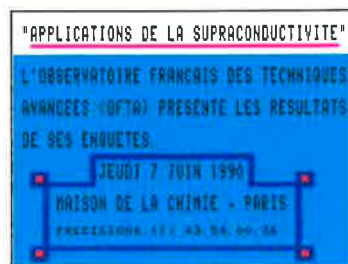 "APPLICATIONS DE LA SUPRACONDUCTIVITE"
L'OBSERVATOIRE FRANCAIS DES TECHNIQUES
AVANCEES (OFTA) PRESENTE LES RESULTATS
DE SES ENQUETES.
JEUDI 7 JUIN 1990
MAISON DE LA CHIMIE - PARIS
PRECISIONS